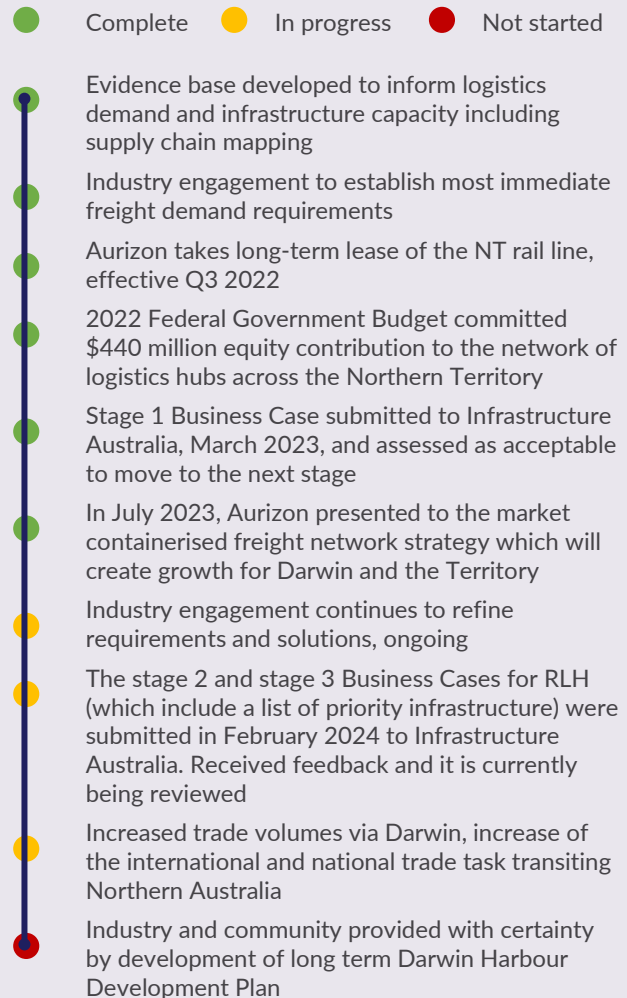 Complete In progress Not started
Evidence base developed to inform logistics
demand and infrastructure capacity including
supply chain mapping
Industry engagement to establish most immediate
freight demand requirements
Aurizon takes long-term lease of the NT rail line,
effective Q3 2022
2022 Federal Government Budget committed
$440 million equity contribution to the network of
logistics hubs across the Northern Territory
Stage 1 Business Case submitted to Infrastructure
Australia, March 2023, and assessed as acceptable
to move to the next stage
In July 2023, Aurizon presented to the market
containerised freight network strategy which will
create growth for Darwin and the Territory
Industry engagement continues to refine
requirements and solutions, ongoing
The stage 2 and stage 3 Business Cases for RLH
(which include a list of priority infrastructure) were
submitted in February 2024 to Infrastructure
Australia. Received feedback and it is currently
being reviewed
Increased trade volumes via Darwin, increase of
the international and national trade task transiting
Northern Australia
Industry and community provided with certainty
by development of long term Darwin Harbour
Development Plan